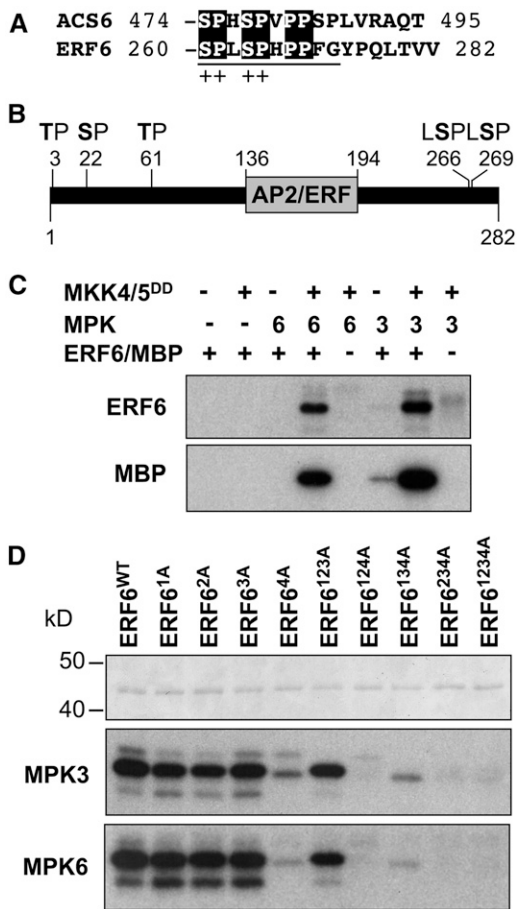 A
ACS6 474 –SPHSPVPPSPLVRAQT 495
ERF6 260 –SPLSHPPFGYPQLTVV 282
++ ++
B
TP SP TP LSPLSP
3 22 61 136 194 266 269
AP2/ERF
1 282
C
MKK4/5DD - + - + + - + +
MPK - - 6 6 6 3 3 3
ERF6/MBP + + + + - + + -
ERF6
MBP
D
kD ERF6WT ERF61A ERF62A ERF63A ERF64A ERF6123A ERF6124A ERF6134A ERF6234A ERF61234A
50
40
MPK3
MPK6